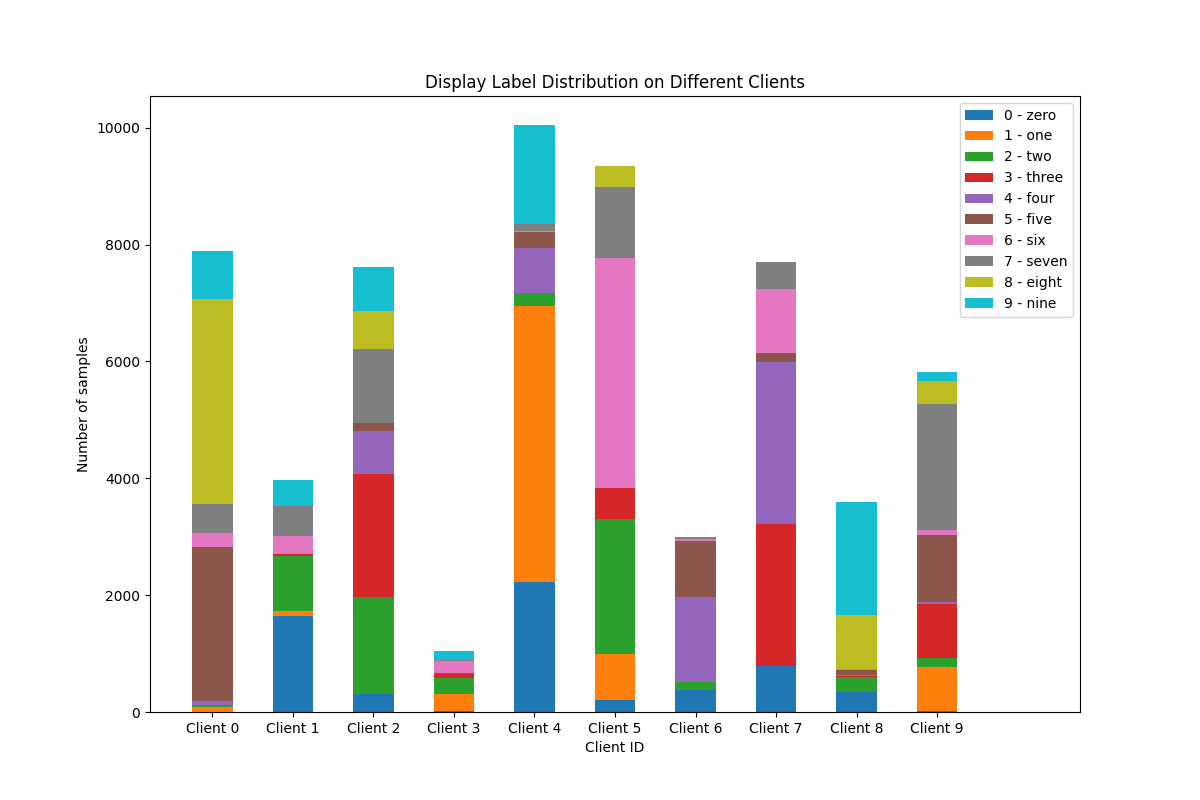 Display Label Distribution on Different Clients
Number of samples
10000
8000
6000
4000
2000
0
0 - zero
1 - one
2 - two
3 - three
4 - four
5 - five
6 - six
7 - seven
8 - eight
9 - nine
Client 0 Client 1 Client 2 Client 3 Client 4 Client 5 Client 6 Client 7 Client 8 Client 9
Client ID